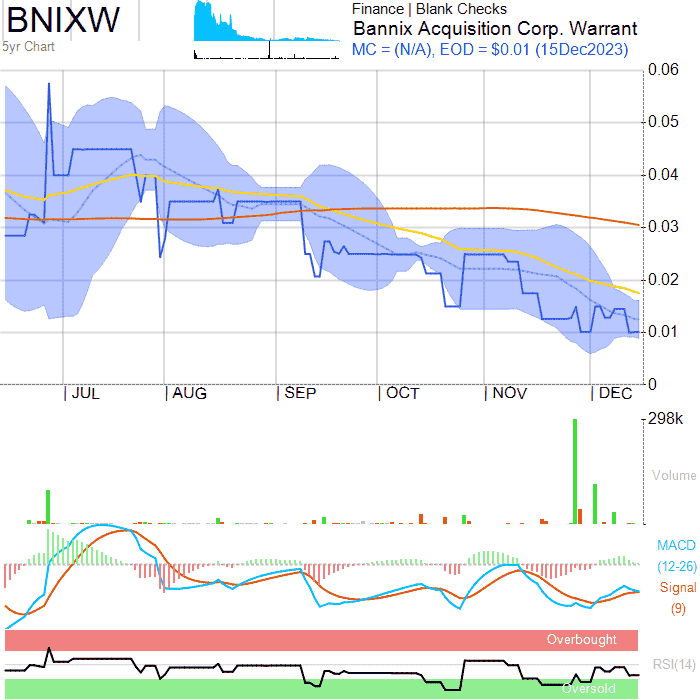 BNIXW
5yr Chart
Finance | Blank Checks
Bannix Acquisition Corp. Warrant
MC = (N/A), EOD = $0.01 (15Dec2023)
0.06
0.05
0.04
0.03
0.02
0.01
0
JUL AUG SEP OCT NOV DEC
298k
Volume
MACD
(12-26)
Signal
(9)
Overbought
RSI(14)
Oversold